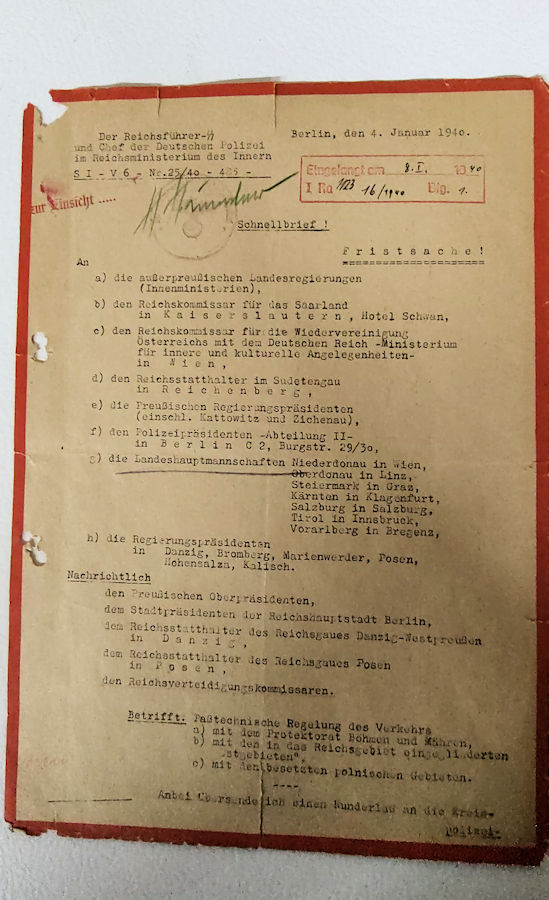 Der Reichsführer-SS
und Chef der Deutschen Polizei
im Reichsministerium des Innern
S I - V 6 - Nr.25/40 - 485 -
Berlin, den 4. Januar 1940.
Eingelangt am 8.I. 1940
I Ra 1123 16/1940 Blg. 1.
zur Einsicht .....
Schnellbrief !
Fristsache!
An
a) die außerpreußischen Landesregierungen
(Innenministerien),
b) den Reichskommissar für das Saarland
in Kaiserslautern, Hotel Schwan,
c) den Reichskommissar für die Wiedervereinigung
Österreichs mit dem Deutschen Reich -Ministerium
für innere und kulturelle Angelegenheiten-
in Wien,
d) den Reichsstatthalter im Sudetengau
in Reichenberg,
e) die Preußischen Regierungspräsidenten
(einschl. Kattowitz und Zichenau),
f) den Polizeipräsidenten -Abteilung II-
in Berlin C 2, Burgstr. 29/30,
g) die Landeshauptmannschaften Niederdonau in Wien,
Oberdonau in Linz,
Steiermark in Graz,
Kärnten in Klagenfurt,
Salzburg in Salzburg,
Tirol in Innsbruck,
Vorarlberg in Bregenz,
h) die Regierungspräsidenten
in Danzig, Bromberg, Marienwerder, Posen,
Hohensalza, Kalisch.
Nachrichtlich
den Preußischen Oberpräsidenten,
dem Stadtpräsidenten der Reichshauptstadt Berlin,
dem Reichsstatthalter des Reichsgaues Danzig-Westpreußen
in Danzig,
dem Reichsstatthalter des Reichsgaues Posen
in Posen,
den Reichsverteidigungskommissaren.
Betrifft: Paßtechnische Regelung des Verkehrs
a) mit dem Protektorat Böhmen und Mähren,
b) mit den in das Reichsgebiet eingegliederten
Ostgebieten,
c) mit den besetzten polnischen Gebieten.
Anbei übersende ich einen Runderlaß an die Kreis-
polizei-